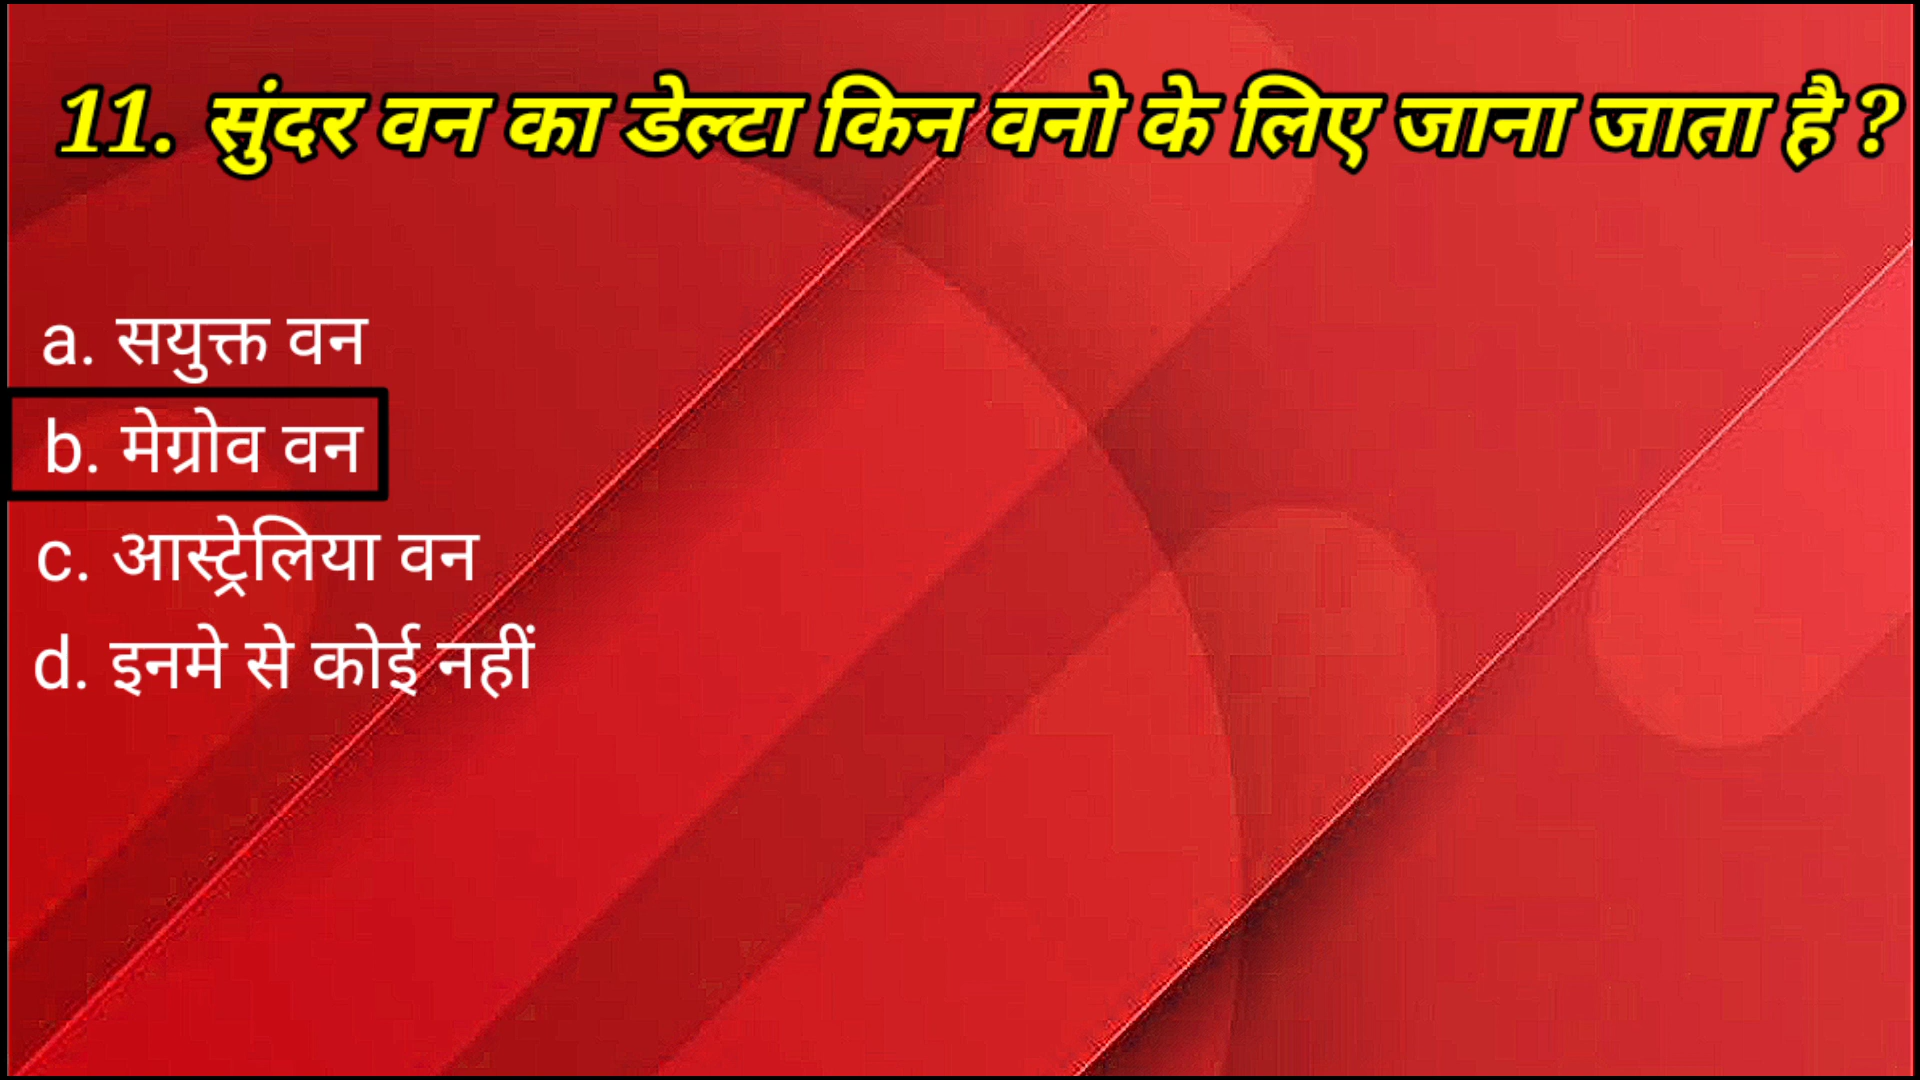 11. सुंदर वन का डेल्टा किन वनो के लिए जाना जाता है ?
a. सयुक्त वन
b. मेग्रोव वन
c. आस्ट्रेलिया वन
d. इनमे से कोई नहीं